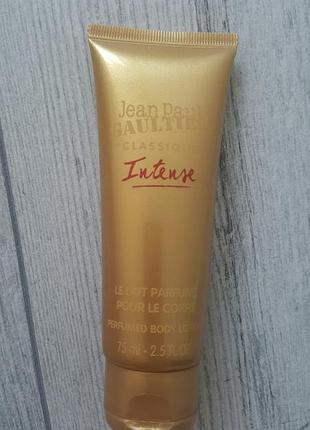 Jean Paul
GAULTIER
CLASSIQUE
Intense
LE LAIT PARFUMÉ
POUR LE CORPS
PERFUMED BODY LOTION
75 ml - 2.5 FL.OZ